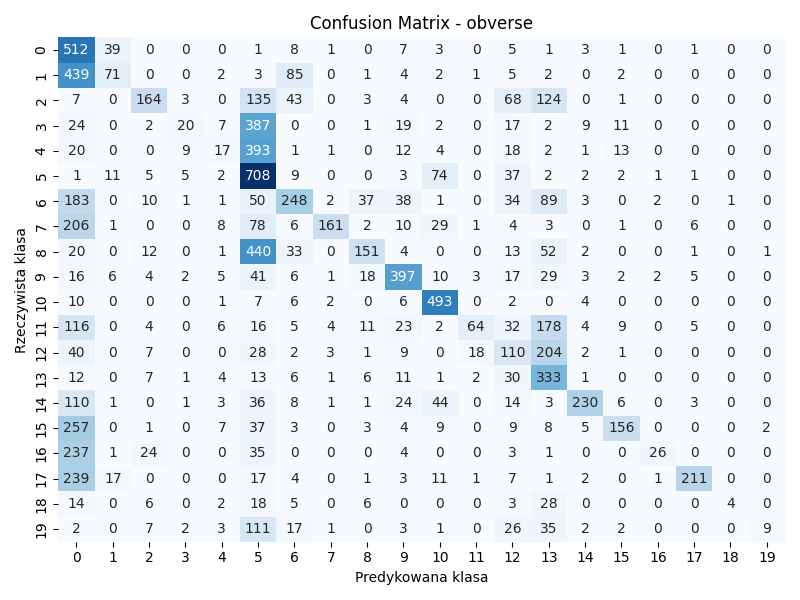 Confusion Matrix - obverse
0 512 39 0 0 0 1 8 1 0 7 3 0 5 1 3 1 0 1 0 0
1 439 71 0 0 2 3 85 0 1 4 2 1 5 2 0 2 0 0 0 0
2 7 0 164 3 0 135 43 0 3 4 0 0 68 124 0 1 0 0 0 0
3 24 0 2 20 7 387 0 0 1 19 2 0 17 2 9 11 0 0 0 0
4 20 0 0 9 17 393 1 1 0 12 4 0 18 2 1 13 0 0 0 0
5 1 11 5 5 2 708 9 0 0 3 74 0 37 2 2 2 1 1 0 0
6 183 0 10 1 1 50 248 2 37 38 1 0 34 89 3 0 2 0 1 0
7 206 1 0 0 8 78 6 161 2 10 29 1 4 3 0 1 0 6 0 0
8 20 0 12 0 1 440 33 0 151 4 0 0 13 52 2 0 0 1 0 1
9 16 6 4 2 5 41 6 1 18 397 10 3 17 29 3 2 2 5 0 0
10 10 0 0 0 1 7 6 2 0 6 493 0 2 0 4 0 0 0 0 0
11 116 0 4 0 6 16 5 4 11 23 2 64 32 178 4 9 0 5 0 0
12 40 0 7 0 0 28 2 3 1 9 0 18 110 204 2 1 0 0 0 0
13 12 0 7 1 4 13 6 1 6 11 1 2 30 333 1 0 0 0 0 0
14 110 1 0 1 3 36 8 1 1 24 44 0 14 3 230 6 0 3 0 0
15 257 0 1 0 7 37 3 0 3 4 9 0 9 8 5 156 0 0 0 2
16 237 1 24 0 0 35 0 0 0 4 0 0 3 1 0 0 26 0 0 0
17 239 17 0 0 0 17 4 0 1 3 11 1 7 1 2 0 1 211 0 0
18 14 0 6 0 2 18 5 0 6 0 0 0 3 28 0 0 0 0 4 0
19 2 0 7 2 3 111 17 1 0 3 1 0 26 35 2 2 0 0 0 9
0 1 2 3 4 5 6 7 8 9 10 11 12 13 14 15 16 17 18 19
Predykowana klasa
Rzeczywista klasa